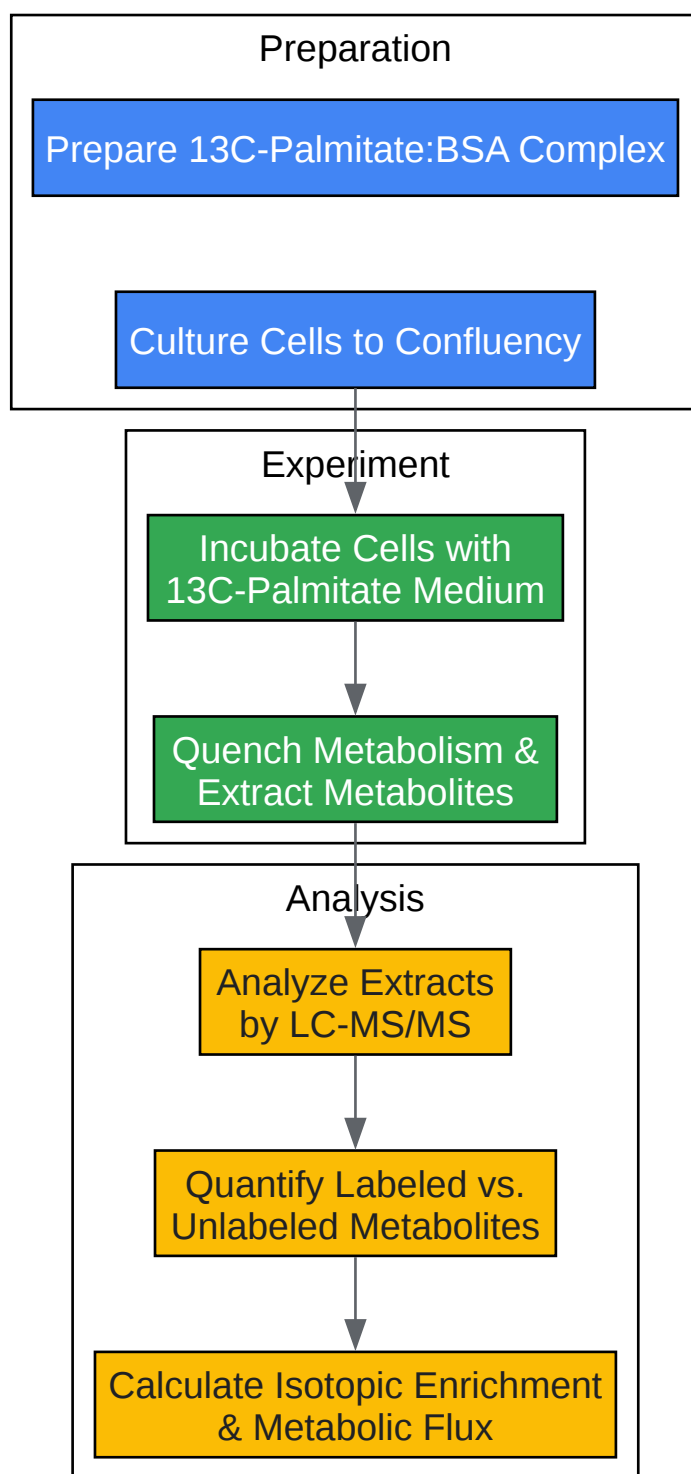 Preparation
Prepare 13C-Palmitate:BSA Complex
Culture Cells to Confluency
Experiment
Incubate Cells with
13C-Palmitate Medium
Quench Metabolism &
Extract Metabolites
Analysis
Analyze Extracts
by LC-MS/MS
Quantify Labeled vs.
Unlabeled Metabolites
Calculate Isotopic Enrichment
& Metabolic Flux